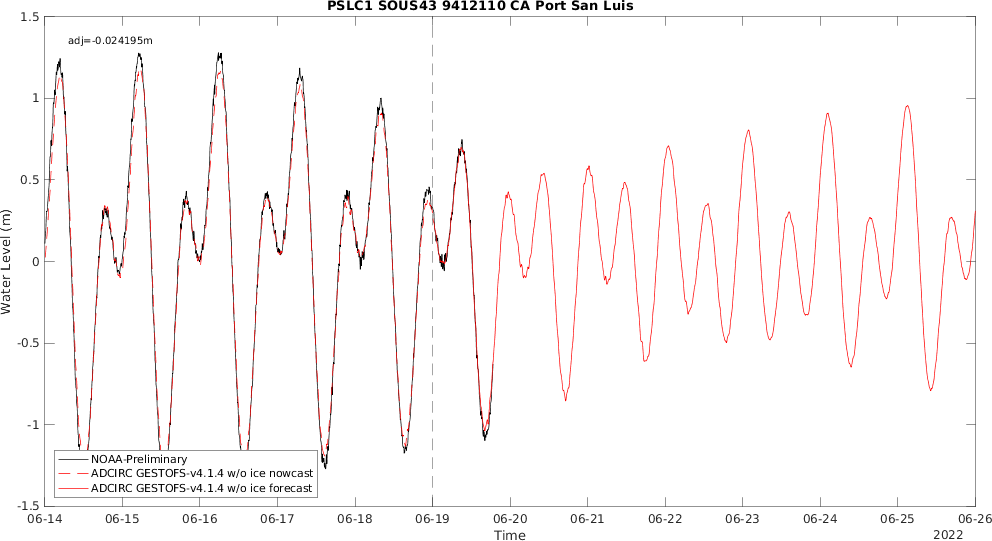 PSLC1 SOUS43 9412110 CA Port San Luis
adj=-0.024195m
1.5
1
0.5
0
-0.5
-1
-1.5
Water Level (m)
NOAA-Preliminary
ADCIRC GESTOFS-v4.1.4 w/o ice nowcast
ADCIRC GESTOFS-v4.1.4 w/o ice forecast
06-14 06-15 06-16 06-17 06-18 06-19 06-20 06-21 06-22 06-23 06-24 06-25 06-26
Time
2022